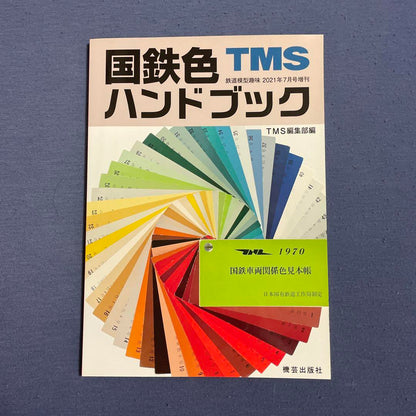 国鉄色 TMS
鉄道模型趣味 2021年7月号増刊
ハンドブック
TMS編集部編
1970
国鉄車両関係色見本帳
日本国有鉄道工作局制定
機芸出版社